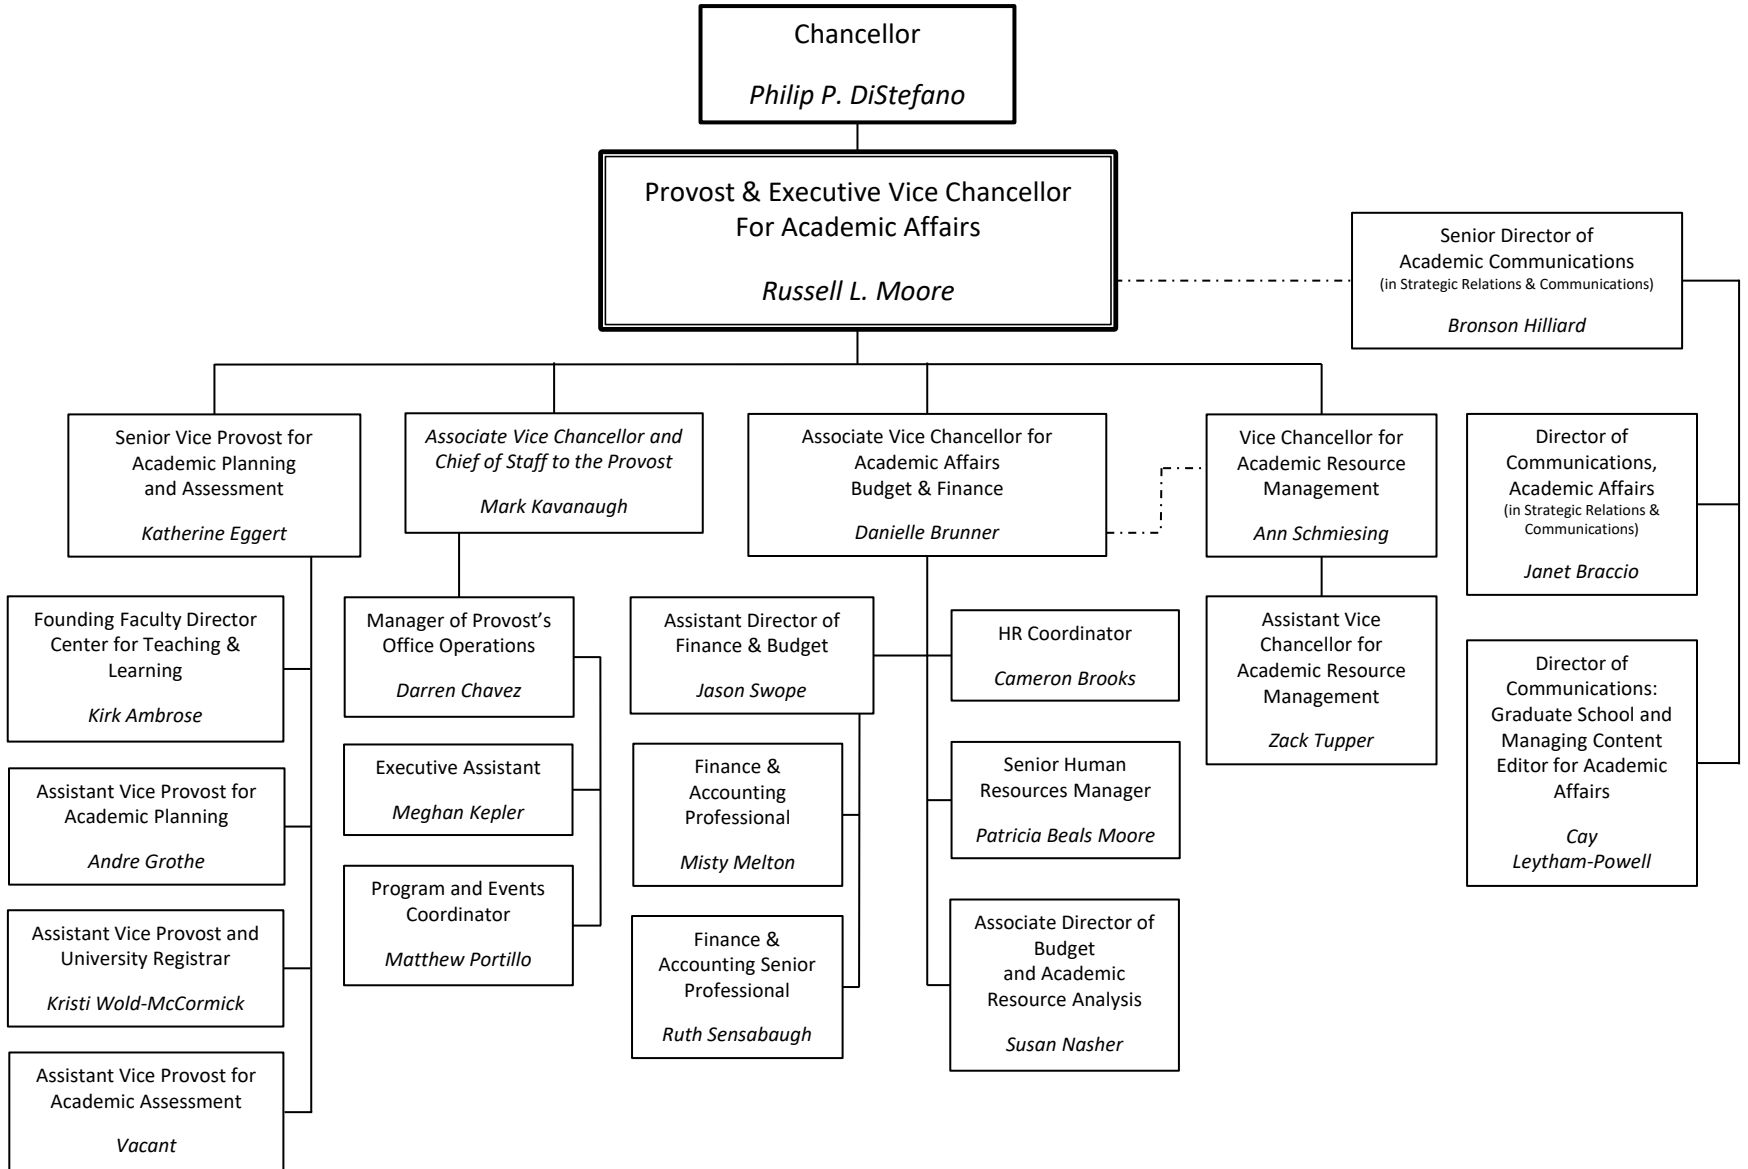 Chancellor
Philip P. DiStefano
Provost & Executive Vice Chancellor
For Academic Affairs
Russell L. Moore
Senior Director of
Academic Communications
(in Strategic Relations & Communications)
Bronson Hilliard
Senior Vice Provost for
Academic Planning
and Assessment
Katherine Eggert
Associate Vice Chancellor and
Chief of Staff to the Provost
Mark Kavanaugh
Associate Vice Chancellor for
Academic Affairs
Budget & Finance
Danielle Brunner
Vice Chancellor for
Academic Resource
Management
Ann Schmiesing
Director of
Communications,
Academic Affairs
(in Strategic Relations &
Communications)
Janet Braccio
Founding Faculty Director
Center for Teaching &
Learning
Kirk Ambrose
Manager of Provost’s
Office Operations
Darren Chavez
Assistant Director of
Finance & Budget
Jason Swope
HR Coordinator
Cameron Brooks
Assistant Vice
Chancellor for
Academic Resource
Management
Zack Tupper
Director of
Communications:
Graduate School and
Managing Content
Editor for Academic
Affairs
Cay
Leytham-Powell
Assistant Vice Provost for
Academic Planning
Andre Grothe
Executive Assistant
Meghan Kepler
Finance &
Accounting
Professional
Misty Melton
Senior Human
Resources Manager
Patricia Beals Moore
Assistant Vice Provost and
University Registrar
Kristi Wold-McCormick
Program and Events
Coordinator
Matthew Portillo
Finance &
Accounting Senior
Professional
Ruth Sensabaugh
Associate Director of
Budget
and Academic
Resource Analysis
Susan Nasher
Assistant Vice Provost for
Academic Assessment
Vacant